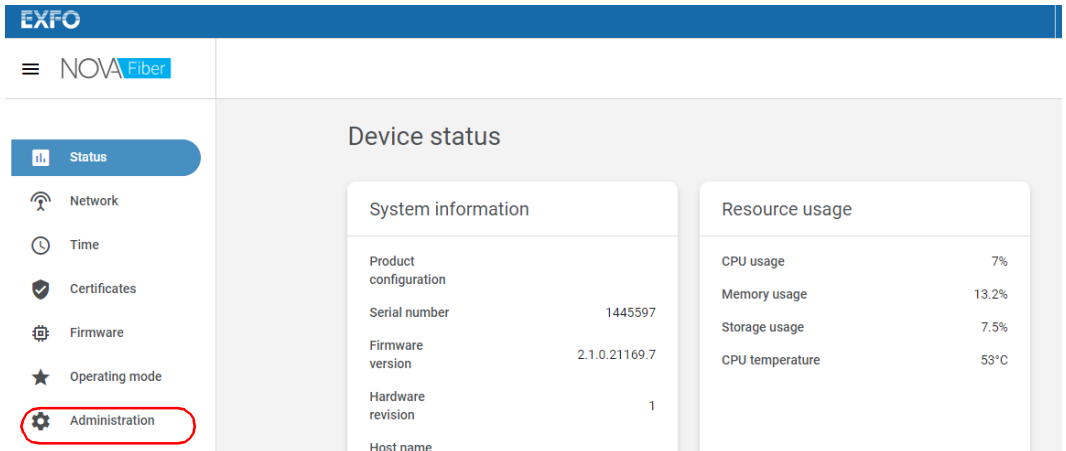 EXFO
NOVA Fiber
Device status
Status
Network
Time
Certificates
Firmware
Operating mode
Administration
System information
Product
configuration
Serial number 1445597
Firmware
version 2.1.0.21169.7
Hardware
revision 1
Host name
Resource usage
CPU usage 7%
Memory usage 13.2%
Storage usage 7.5%
CPU temperature 53°C